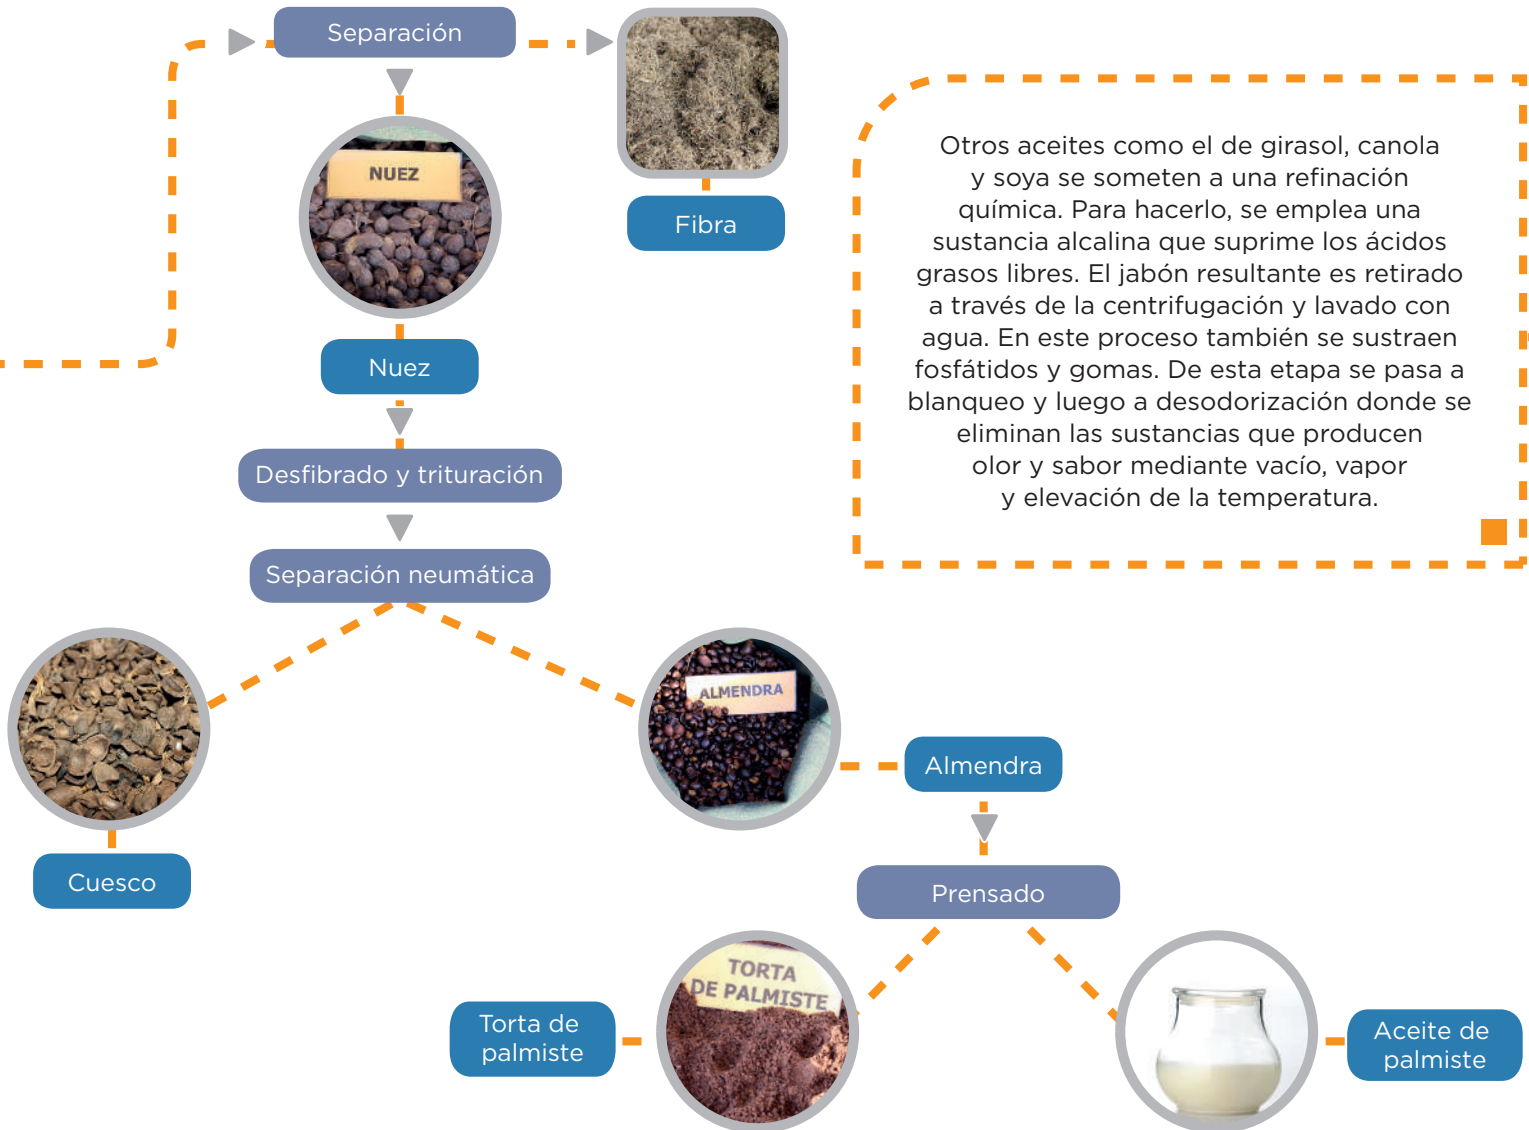 Separación
NUEZ
Fibra
Otros aceites como el de girasol, canola
y soya se someten a una refinación
química. Para hacerlo, se emplea una
sustancia alcalina que suprime los ácidos
grasos libres. El jabón resultante es retirado
a través de la centrifugación y lavado con
agua. En este proceso también se sustraen
fosfátidos y gomas. De esta etapa se pasa a
blanqueo y luego a desodorización donde se
eliminan las sustancias que producen
olor y sabor mediante vacío, vapor
y elevación de la temperatura.
Nuez
Desfibrado y trituración
Separación neumática
ALMENDRA
Almendra
Cuesco
Prensado
TORTA
DE PALMISTE
Torta de
palmiste
Aceite de
palmiste